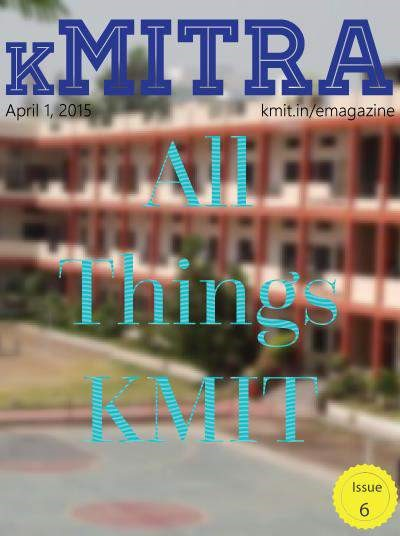 kMITRA
April 1, 2015 kmit.in/emagazine
All
Things
KMIT
Issue
6